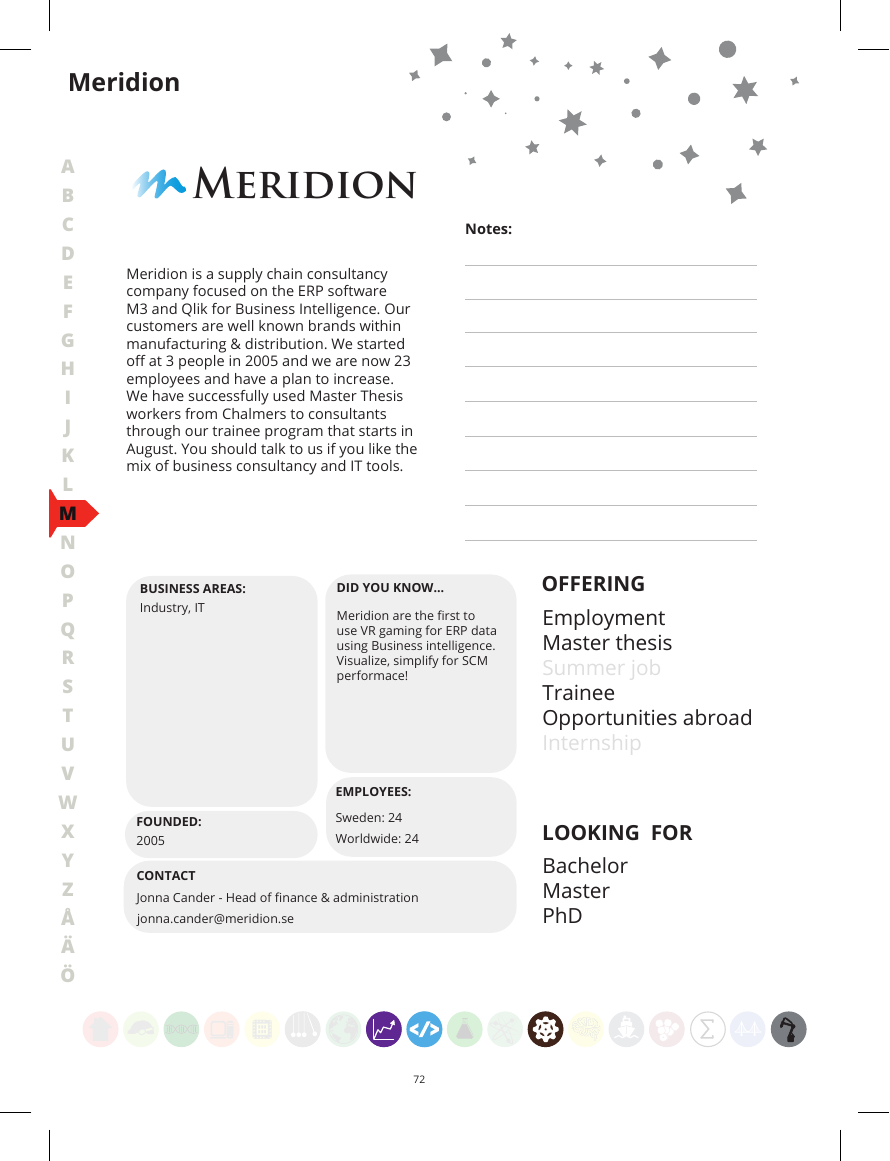 Meridion
MERIDION
Notes:
Meridion is a supply chain consultancy
company focused on the ERP software
M3 and Qlik for Business Intelligence. Our
customers are well known brands within
manufacturing & distribution. We started
off at 3 people in 2005 and we are now 23
employees and have a plan to increase.
We have successfully used Master Thesis
workers from Chalmers to consultants
through our trainee program that starts in
August. You should talk to us if you like the
mix of business consultancy and IT tools.
A
B
C
D
E
F
G
H
I
J
K
L
M
N
O
P
Q
R
S
T
U
V
W
X
Y
Z
Å
Ä
Ö
BUSINESS AREAS:
Industry, IT
DID YOU KNOW...
Meridion are the first to
use VR gaming for ERP data
using Business intelligence.
Visualize, simplify for SCM
performace!
FOUNDED:
2005
EMPLOYEES:
Sweden: 24
Worldwide: 24
CONTACT
Jonna Cander - Head of finance & administration
jonna.cander@meridion.se
OFFERING
Employment
Master thesis
Summer job
Trainee
Opportunities abroad
Internship
LOOKING FOR
Bachelor
Master
PhD
</>
Σ
72